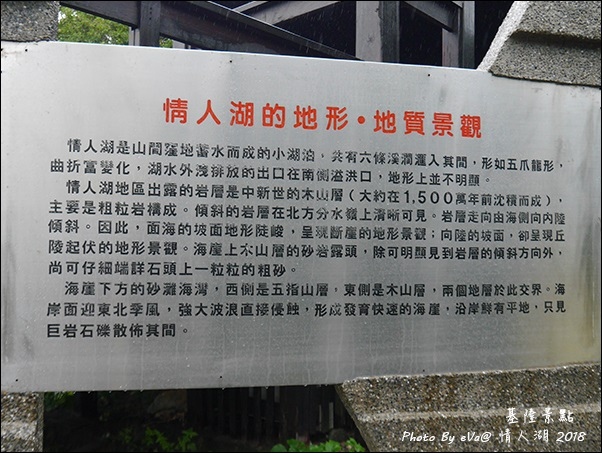 情人湖的地形・地質景觀
情人湖是山間窪地蓄水而成的小湖泊，共有六條溪澗滙入其間，形如五爪龍形，
曲折富變化，湖水外洩排放的出口在南側溢洪口，地形上並不明顯。
情人湖地區出露的岩層是中新世的木山層（大約在1,500萬年前沈積而成），
主要是粗粒岩構成。傾斜的岩層在北方分水嶺上清晰可見。岩層走向由海側向內陸
傾斜。因此，面海的坡面地形陡峻，呈現斷崖的地形景觀；向陸的坡面，卻呈現丘
陵起伏的地形景觀。海崖上木山層的砂岩露頭，除可明顯見到岩層的傾斜方向外，
尚可仔細端詳石頭上一粒粒的粗砂。
海崖下方的砂灘海灣，西側是五指山層，東側是木山層，兩個地層於此交界。海
岸面迎東北季風，強大波浪直接侵蝕，形成發育快速的海崖，沿岸鮮有平地，只見
巨岩石礫散佈其間。
基隆景點
Photo By eVa@ 情人湖 2018